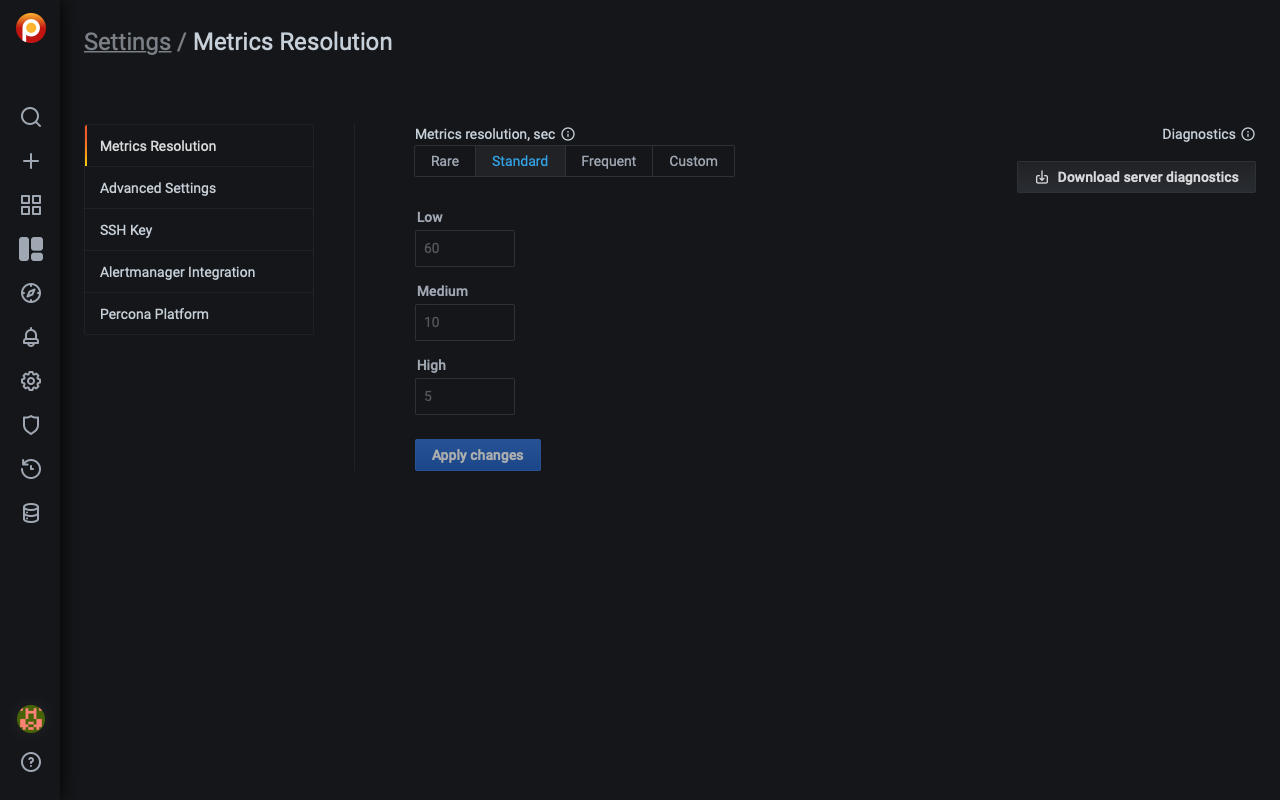 Settings / Metrics Resolution
Metrics Resolution
Advanced Settings
SSH Key
Alertmanager Integration
Percona Platform
Metrics resolution, sec
Rare Standard Frequent Custom
Low
60
Medium
10
High
5
Apply changes
Diagnostics
Download server diagnostics